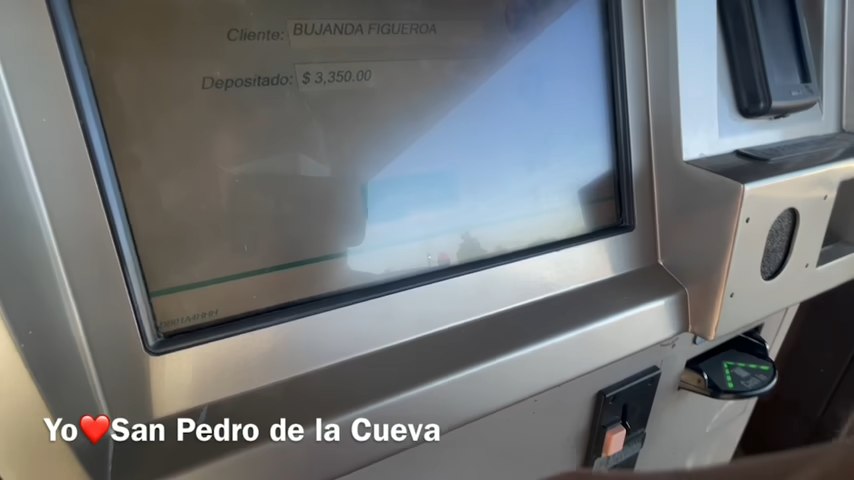 Cliente: BUJANDA FIGUEROA
Depositado: $ 3,350.00
Yo❤️San Pedro de la Cueva